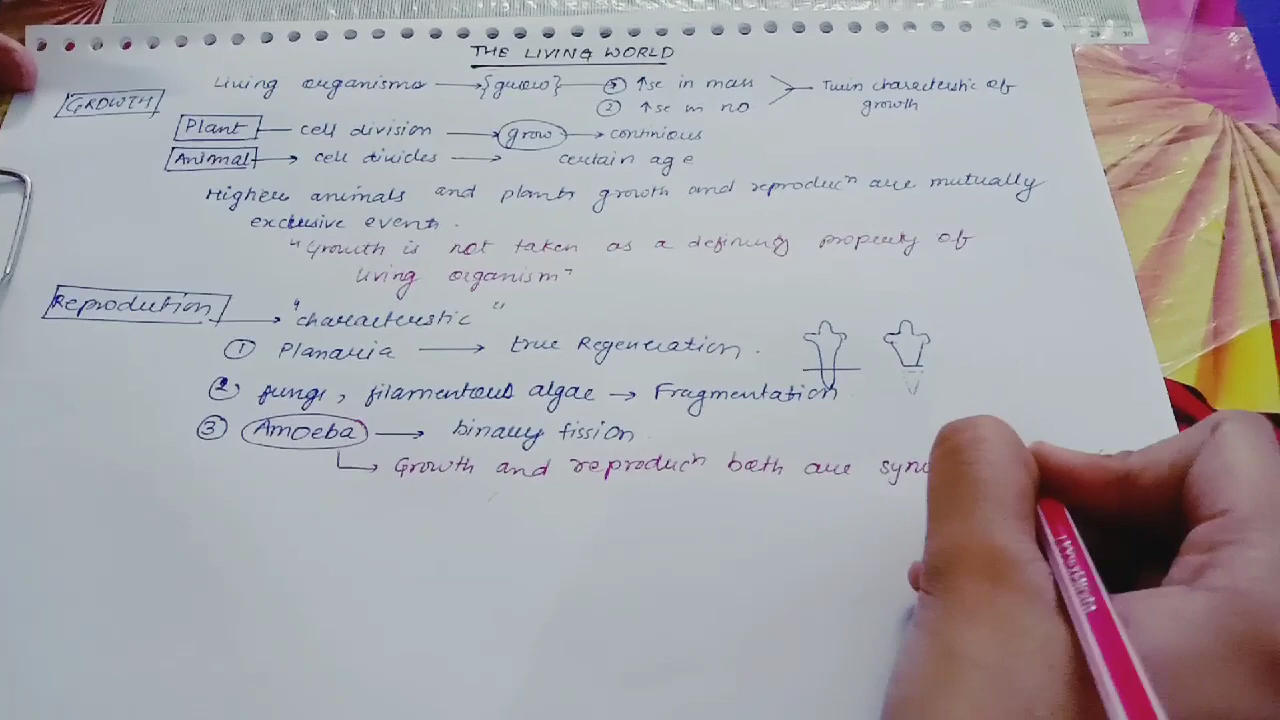 THE LIVING WORLD
Living organisms → {grow} → ① ↑se in mass
② ↑se in no
Twin characteristic of growth
GROWTH
Plant — cell division → grow → continious
Animal → cell divides → certain age
Higher animals and plants growth and reproducⁿ are mutually
exclusive events.
"Growth is not taken as a defining property of
living organism"
Reprodution → "characteristic"
① Planaria → true Regeneration.
② fungi, filamentous algae → Fragmentation
③ Amoeba → binary fission
↳ Growth and reproducⁿ both are syn